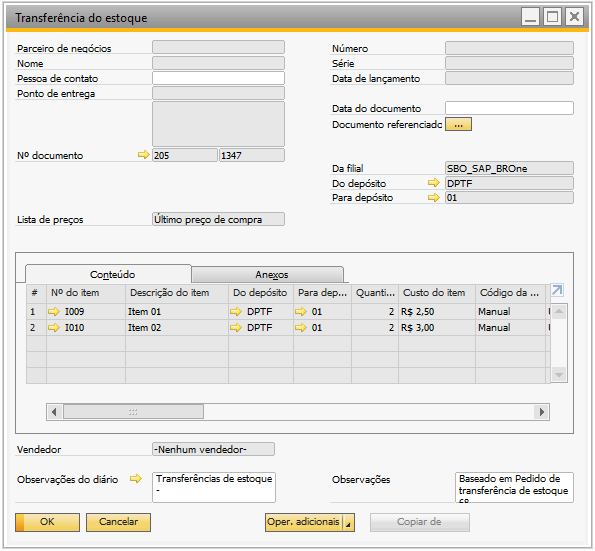 Transferência do estoque
Parceiro de negócios
Nome
Pessoa de contato
Ponto de entrega
Nº documento 205 1347
Lista de preços Último preço de compra
Número
Série
Data de lançamento
Data do documento
Documento referenciado ...
Da filial SBO_SAP_BROne
Do depósito DPTF
Para depósito 01
Conteúdo Anexos
# Nº do item Descrição do item Do depósito Para dep... Quanti... Custo do item Código da ...
1 I009 Item 01 DPTF 01 2 R$ 2,50 Manual
2 I010 Item 02 DPTF 01 2 R$ 3,00 Manual
Vendedor -Nenhum vendedor-
Observações do diário Transferências de estoque
-
Observações Baseado em Pedido de
transferência de estoque
68
OK Cancelar Oper. adicionais Copiar de